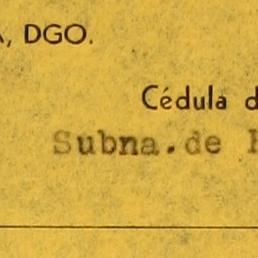 , DGO.
Cédula
Subna.de